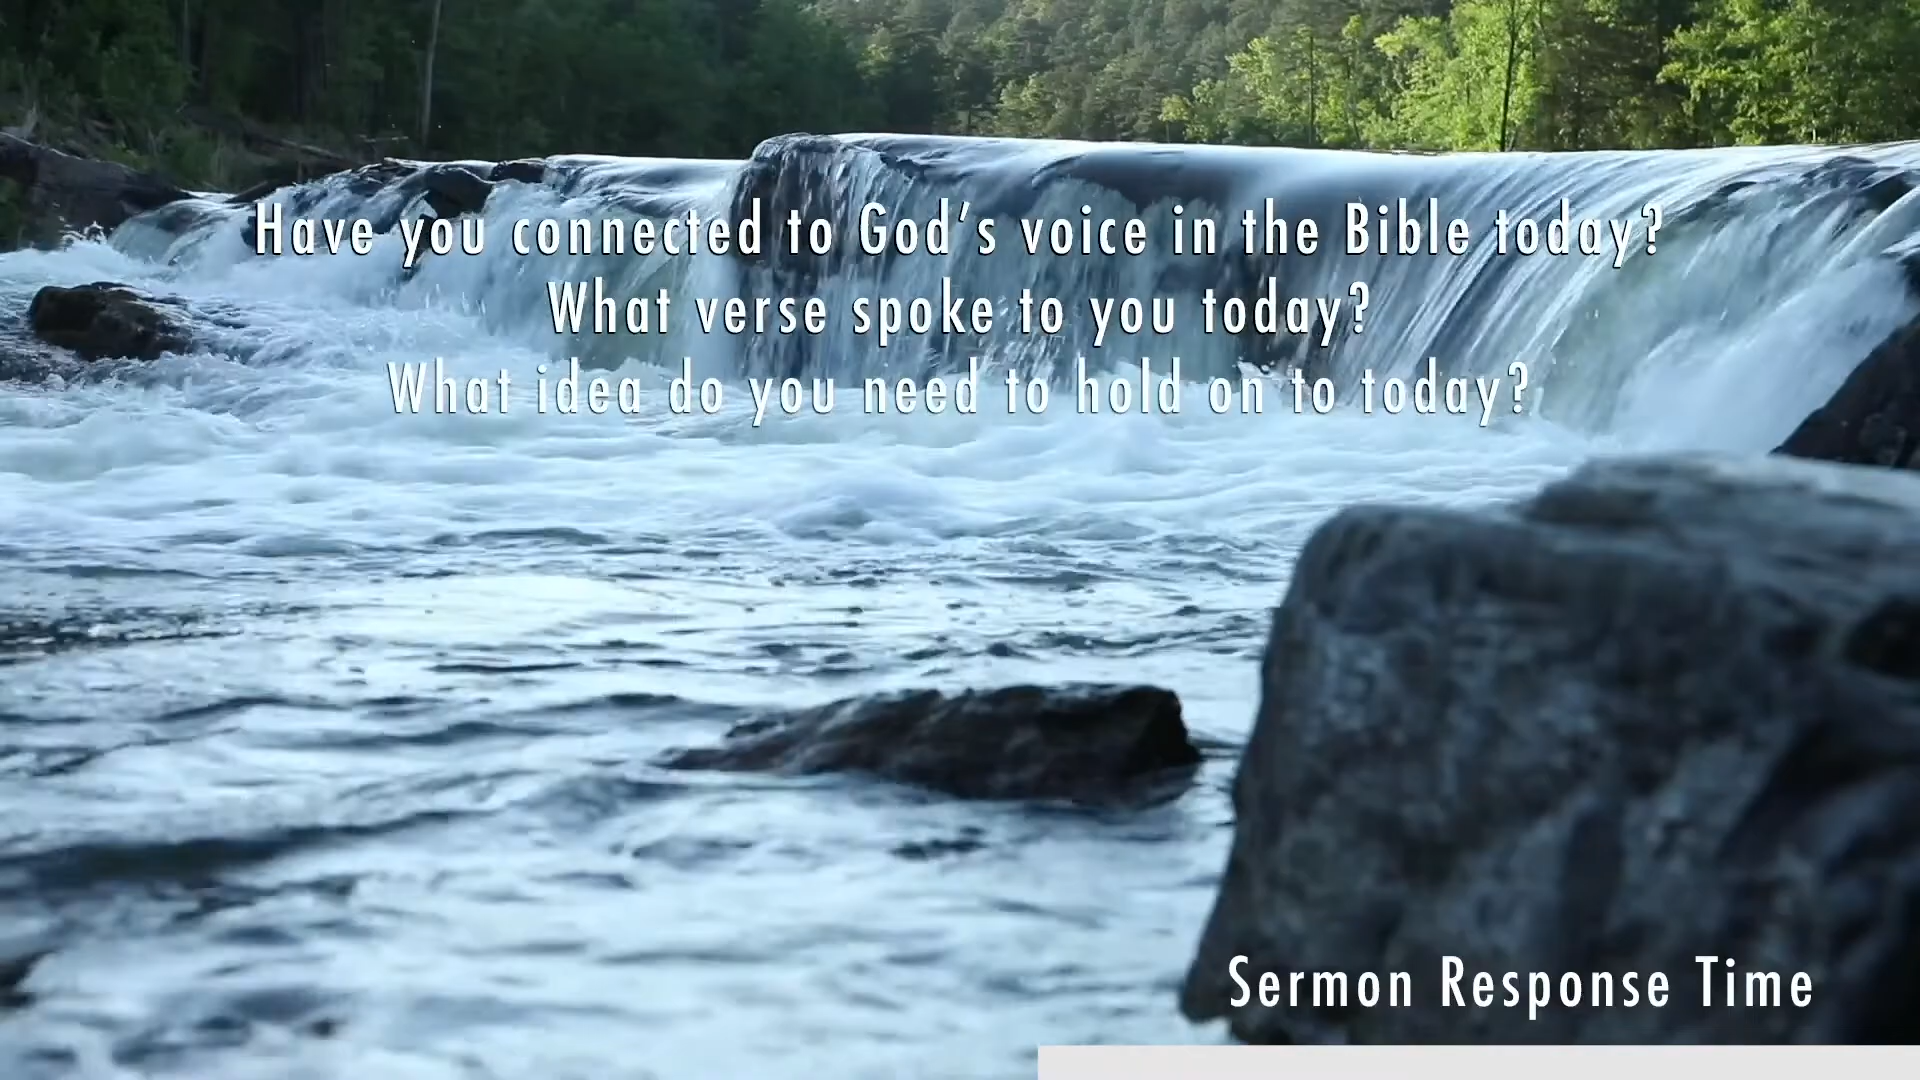 Have you connected to God’s voice in the Bible today?
What verse spoke to you today?
What idea do you need to hold on to today?
Sermon Response Time